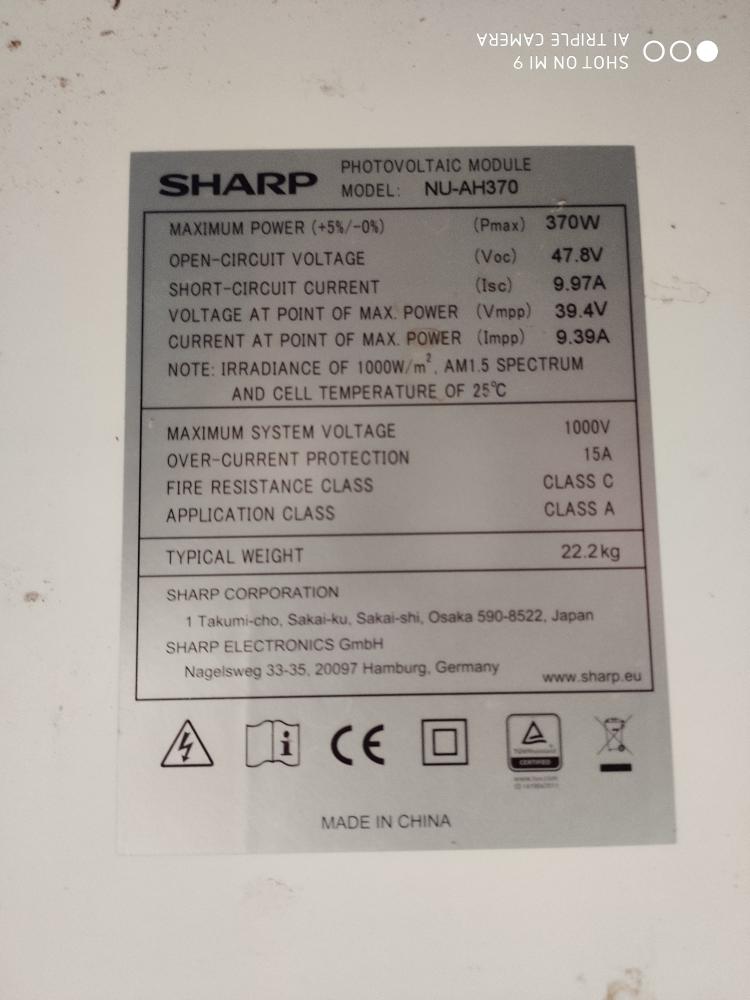 SHOT ON MI 9
AI TRIPLE CAMERA
SHARP
PHOTOVOLTAIC MODULE
MODEL: NU-AH370
MAXIMUM POWER (+5%/-0%) (Pmax) 370W
OPEN-CIRCUIT VOLTAGE (Voc) 47.8V
SHORT-CIRCUIT CURRENT (Isc) 9.97A
VOLTAGE AT POINT OF MAX. POWER (Vmpp) 39.4V
CURRENT AT POINT OF MAX. POWER (Impp) 9.39A
NOTE: IRRADIANCE OF 1000W/m², AM1.5 SPECTRUM
AND CELL TEMPERATURE OF 25℃
MAXIMUM SYSTEM VOLTAGE 1000V
OVER-CURRENT PROTECTION 15A
FIRE RESISTANCE CLASS CLASS C
APPLICATION CLASS CLASS A
TYPICAL WEIGHT 22.2kg
SHARP CORPORATION
1 Takumi-cho, Sakai-ku, Sakai-shi, Osaka 590-8522, Japan
SHARP ELECTRONICS GmbH
Nagelsweg 33-35, 20097 Hamburg, Germany
www.sharp.eu
i
CE
TÜVRheinland
CERTIFIED
www.tuv.com
MADE IN CHINA